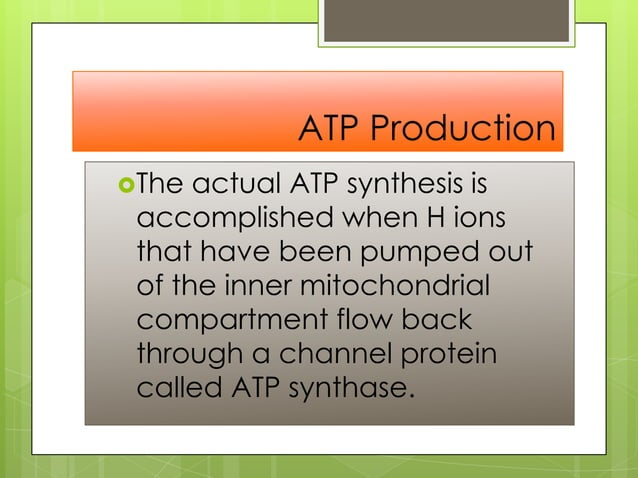 ATP Production
The actual ATP synthesis is
accomplished when H ions
that have been pumped out
of the inner mitochondrial
compartment flow back
through a channel protein
called ATP synthase.